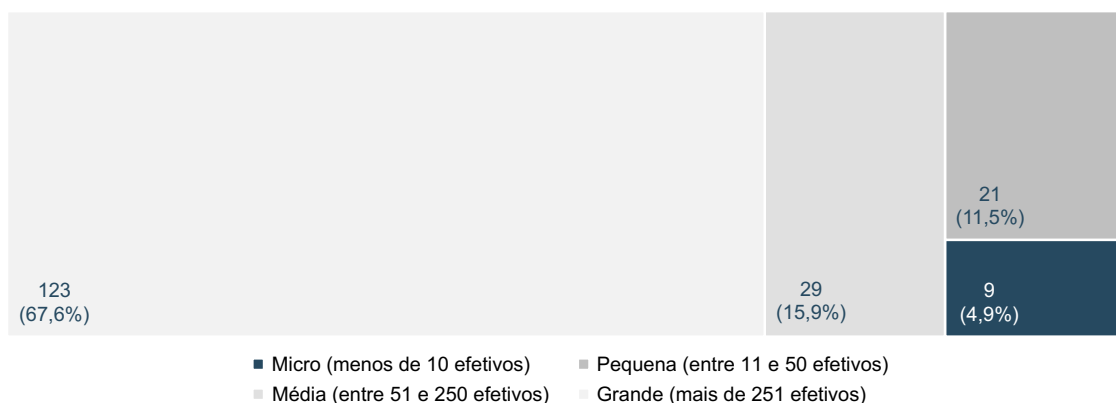 21
(11,5%)
123
(67,6%)
29
(15,9%)
9
(4,9%)
Micro (menos de 10 efetivos)
Pequena (entre 11 e 50 efetivos)
Média (entre 51 e 250 efetivos)
Grande (mais de 251 efetivos)